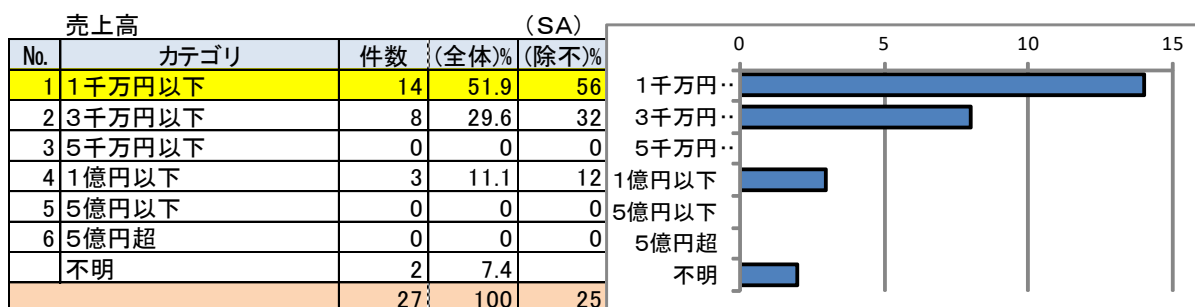 売上高 (SA)
No. カテゴリ 件数 (全体)% (除不)%
1 1千万円以下 14 51.9 56
2 3千万円以下 8 29.6 32
3 5千万円以下 0 0 0
4 1億円以下 3 11.1 12
5 5億円以下 0 0 0
6 5億円超 0 0 0
不明 2 7.4
27 100 25
0 5 10 15
1千万円‥
3千万円‥
5千万円‥
1億円以下
5億円以下
5億円超
不明